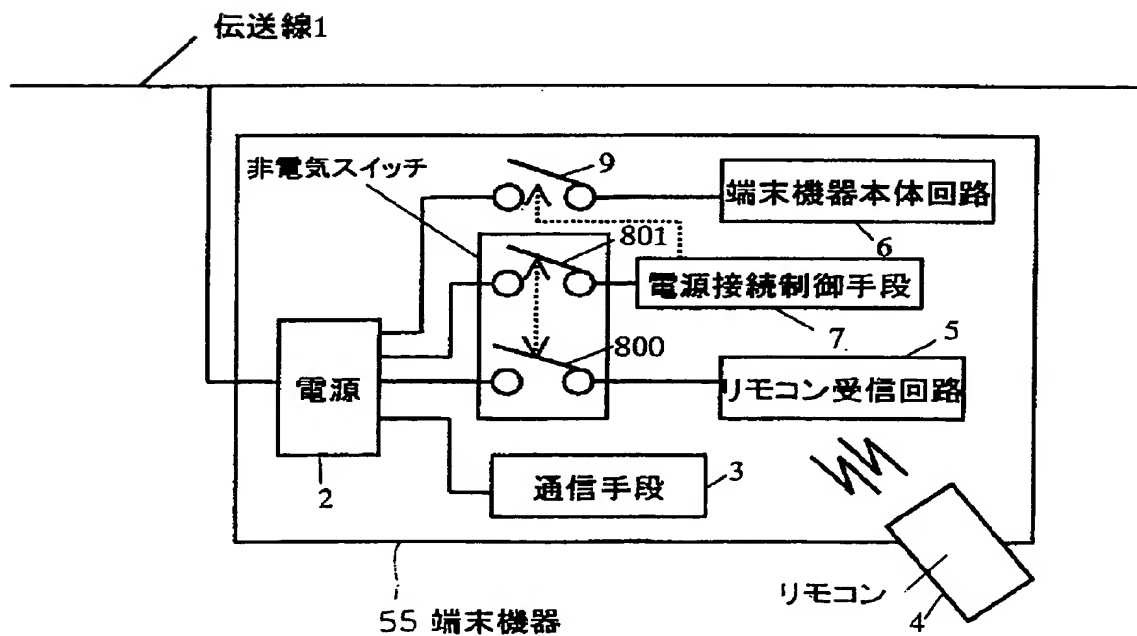 伝送線1
非電気スイッチ
9
端末機器本体回路
6
801
電源接続制御手段
7
800
5
リモコン受信回路
電源
2
通信手段
3
リモコン
4
55 端末機器